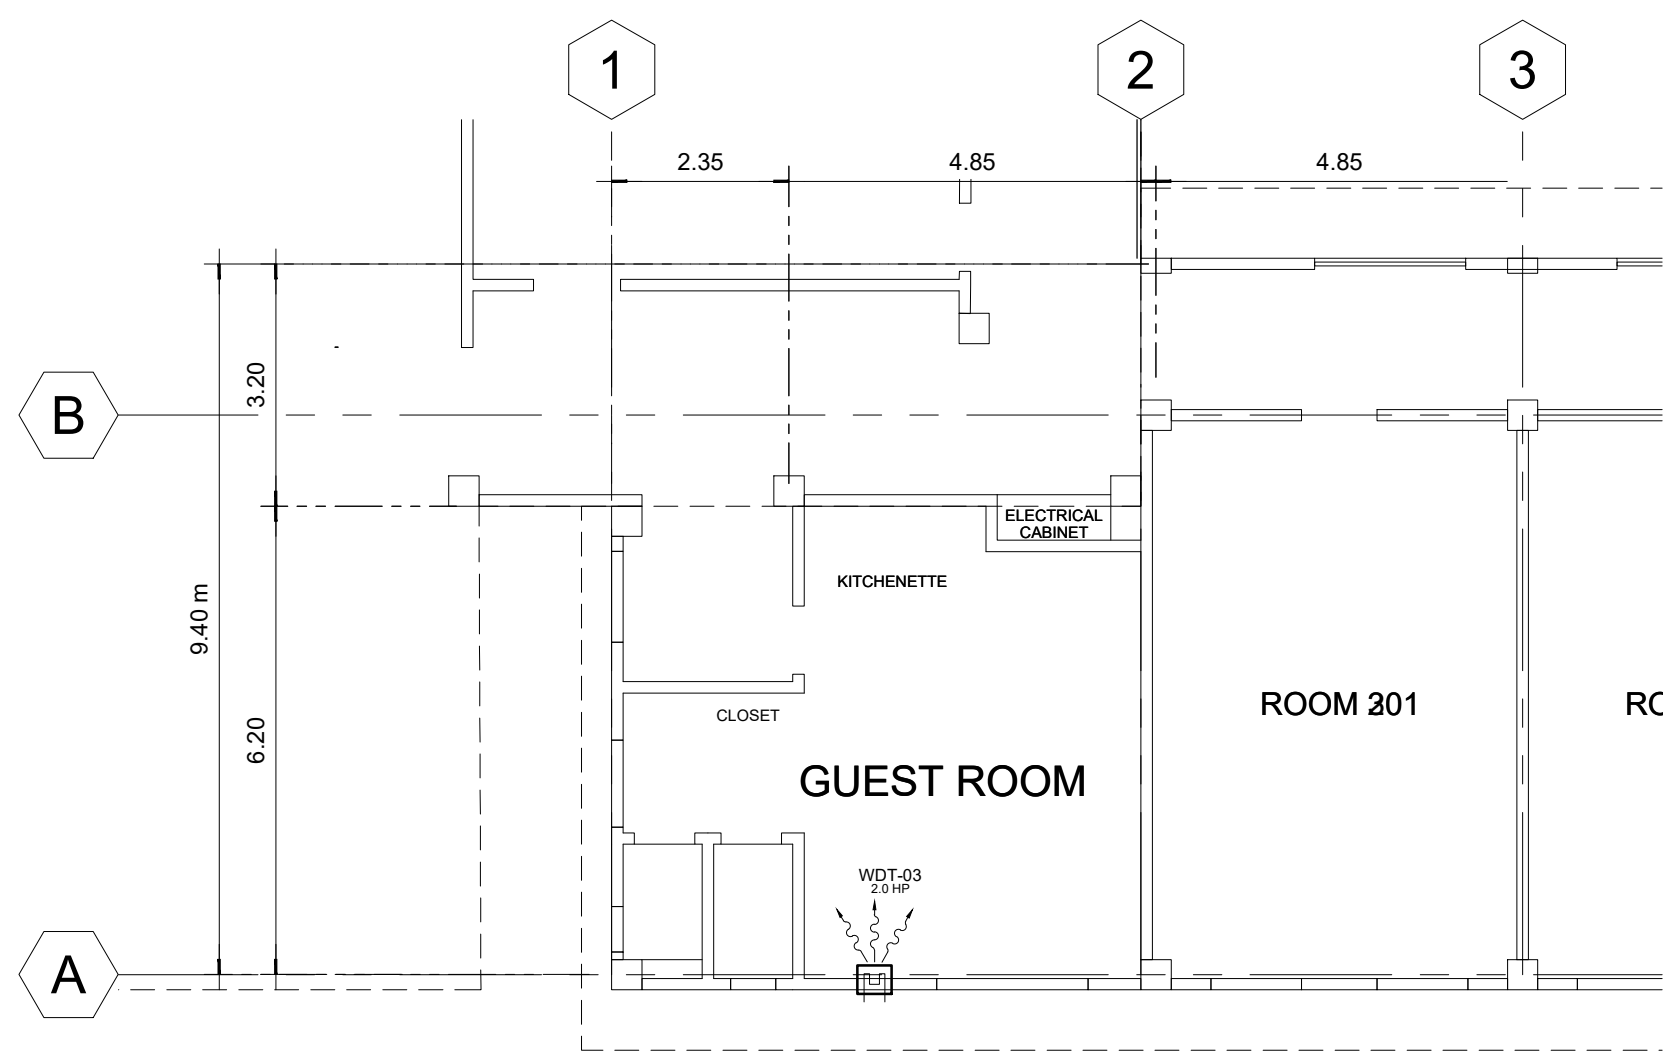 1
2
3
2.35
4.85
4.85
B
3.20
ELECTRICAL
CABINET
KITCHENETTE
9.40 m
6.20
ROOM
CLOSET
GUEST ROOM
WDT-03
2.0 HP
A